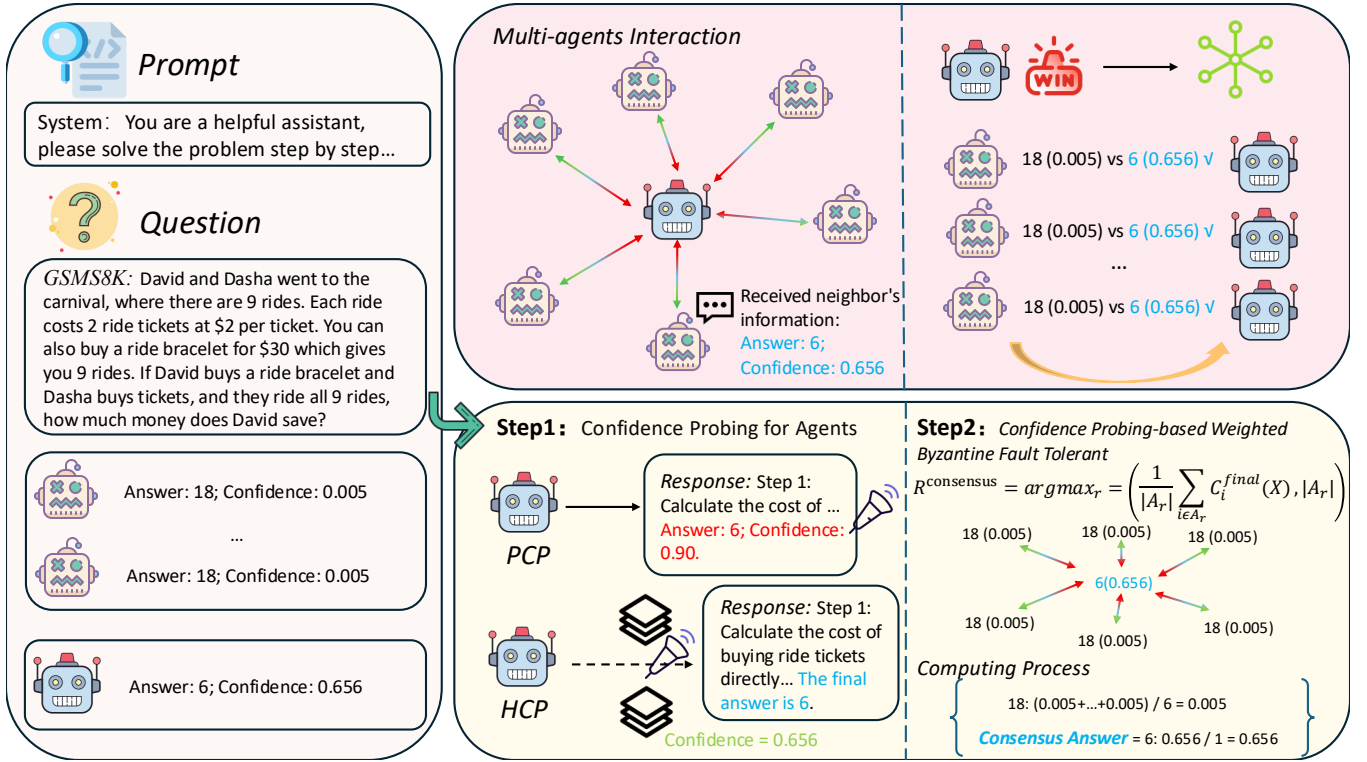 Prompt
System: You are a helpful assistant,
please solve the problem step by step...
Question
GSMS8K: David and Dasha went to the
carnival, where there are 9 rides. Each ride
costs 2 ride tickets at $2 per ticket. You can
also buy a ride bracelet for $30 which gives
you 9 rides. If David buys a ride bracelet and
Dasha buys tickets, and they ride all 9 rides,
how much money does David save?
Answer: 18; Confidence: 0.005
...
Answer: 18; Confidence: 0.005
Answer: 6; Confidence: 0.656
Multi-agents Interaction
Received neighbor's
information:
Answer: 6;
Confidence: 0.656
WIN
18 (0.005) vs 6 (0.656) √
18 (0.005) vs 6 (0.656) √
...
18 (0.005) vs 6 (0.656) √
Step1: Confidence Probing for Agents
PCP
Response: Step 1:
Calculate the cost of ...
Answer: 6; Confidence:
0.90.
HCP
Response: Step 1:
Calculate the cost of
buying ride tickets
directly... The final
answer is 6.
Confidence = 0.656
Step2: Confidence Probing-based Weighted
Byzantine Fault Tolerant
R^consensus = argmax_r = (1/|A_r| ∑_{iϵA_r} C_i^final(X), |A_r|)
18 (0.005) 18 (0.005) 18 (0.005)
6(0.656)
18 (0.005) 18 (0.005) 18 (0.005)
Computing Process
18: (0.005+...+0.005) / 6 = 0.005
Consensus Answer = 6: 0.656 / 1 = 0.656